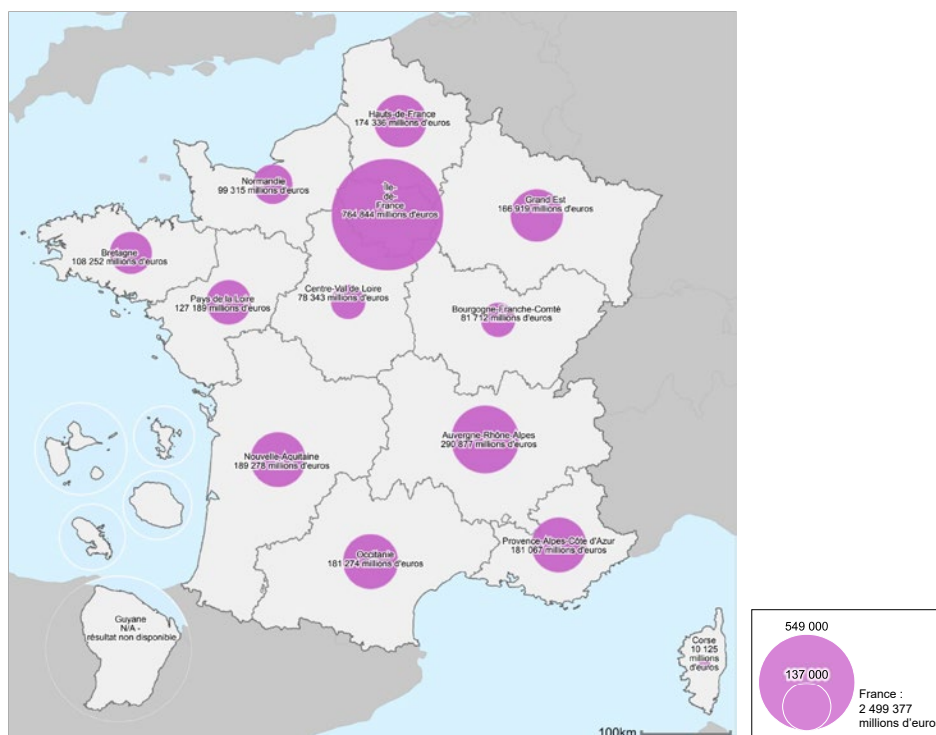 Hauts-de-France
174 336 millions d'euros
Normandie
99 315 millions d'euros
Île-
de-
France
764 844 millions d'euros
Grand Est
166 919 millions d'euros
Bretagne
108 252 millions d'euros
Pays de la Loire
127 189 millions d'euros
Centre-Val de Loire
78 343 millions d'euros
Bourgogne-Franche-Comté
81 712 millions d'euros
Auvergne-Rhône-Alpes
290 877 millions d'euros
Nouvelle-Aquitaine
189 278 millions d'euros
Provence-Alpes-Côte d'Azur
181 067 millions d'euros
Occitanie
181 274 millions d'euros
Guyane
N/A -
résultat non disponible
Corse
10 125
millions
d'euros
100km
549 000
137 000
France :
2 499 377
millions d'euro